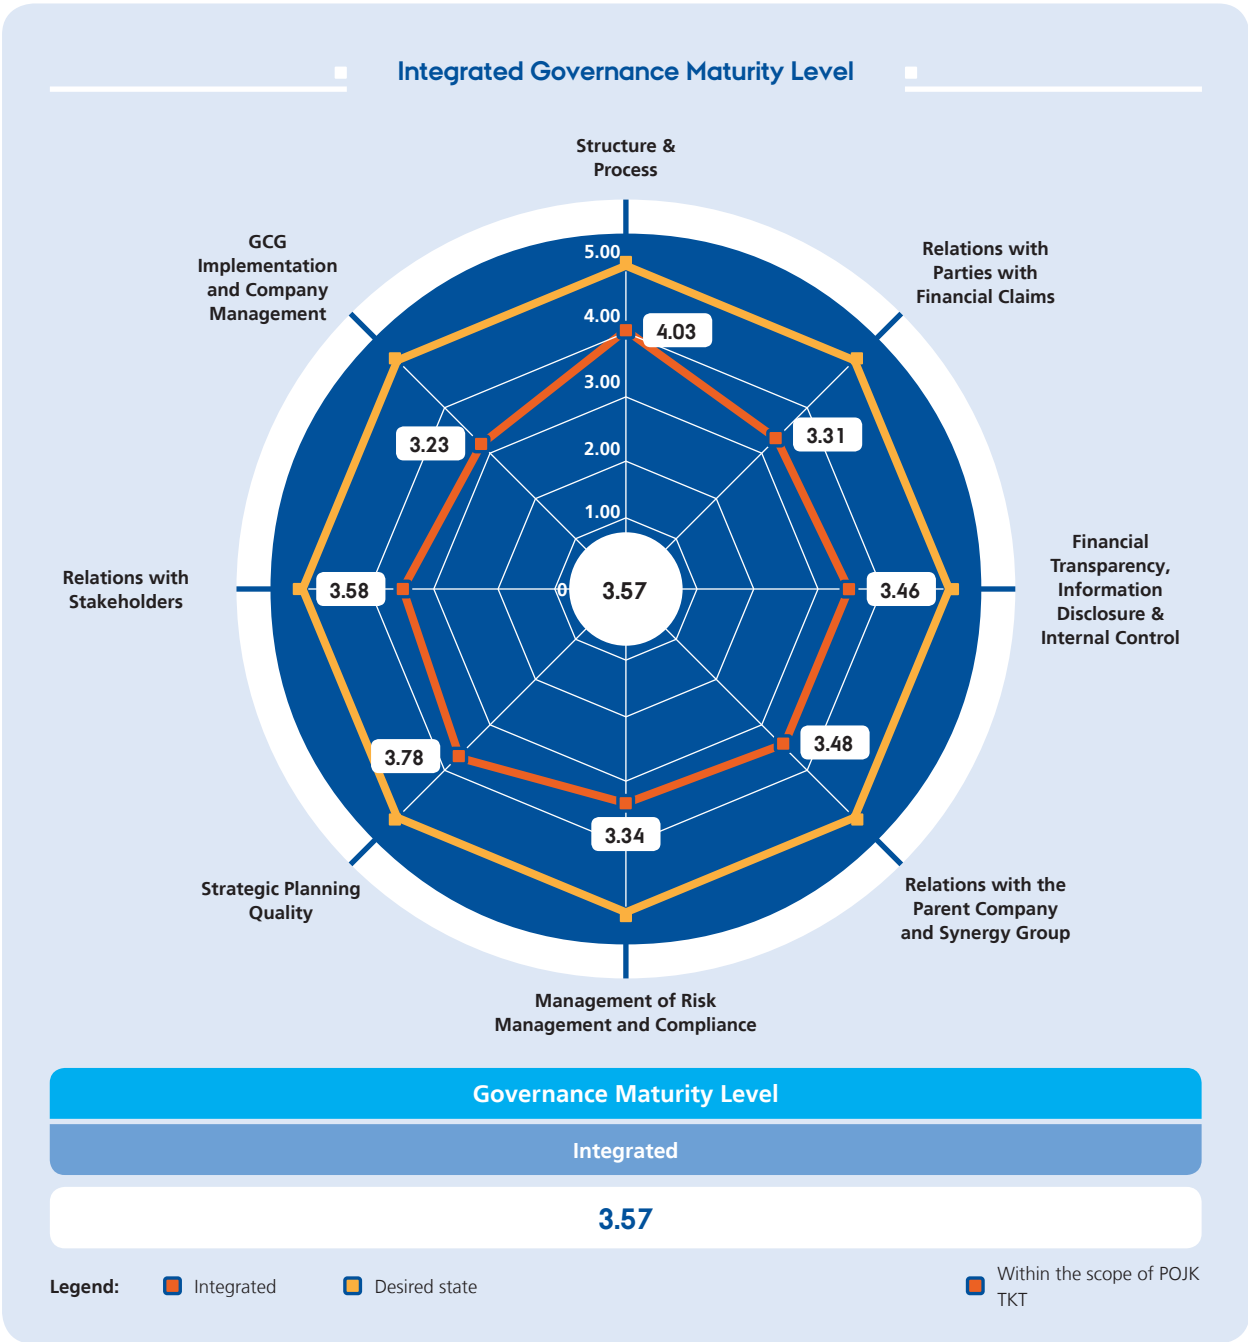 Integrated Governance Maturity Level
Structure &
Process
GCG
Implementation
and Company
Management
Relations with
Parties with
Financial Claims
5.00
4.00
4.03
3.00
3.23
3.31
2.00
1.00
Relations with
Stakeholders
3.58
0
3.57
3.46
Financial
Transparency,
Information
Disclosure &
Internal Control
3.78
3.48
3.34
Strategic Planning
Quality
Relations with the
Parent Company
and Synergy Group
Management of Risk
Management and Compliance
Governance Maturity Level
Integrated
3.57
Legend:
Integrated
Desired state
Within the scope of POJK
TKT